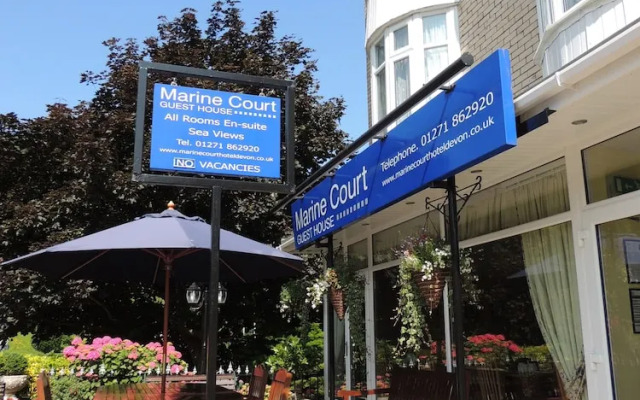 Marine Court
GUEST HOUSE
All Rooms En-suite
Sea Views
Tel. 01271 862920
www.marinecourthoteldevon.co.uk
NO VACANCIES
Marine Court
GUEST HOUSE
Telephone. 01271 862920
www.marinecourthoteldevon.co.uk